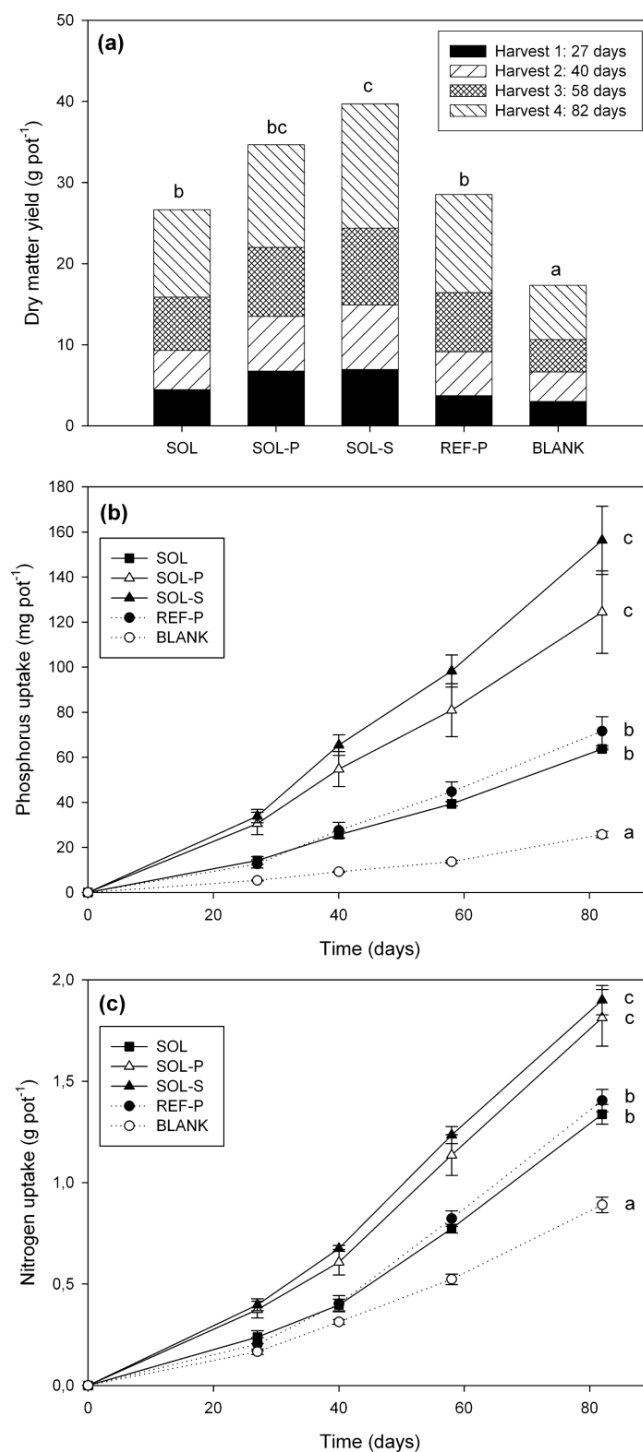 (a)
Dry matter yield (g pot⁻¹)
50
40
30
20
10
0
Harvest 1: 27 days
Harvest 2: 40 days
Harvest 3: 58 days
Harvest 4: 82 days
b
bc
c
b
a
SOL SOL-P SOL-S REF-P BLANK
(b)
Phosphorus uptake (mg pot⁻¹)
180
160
140
120
100
80
60
40
20
0
SOL
SOL-P
SOL-S
REF-P
BLANK
c
c
b
b
a
0 20 40 60 80
Time (days)
(c)
Nitrogen uptake (g pot⁻¹)
2,0
1,5
1,0
0,5
0,0
SOL
SOL-P
SOL-S
REF-P
BLANK
c
c
b
b
a
0 20 40 60 80
Time (days)